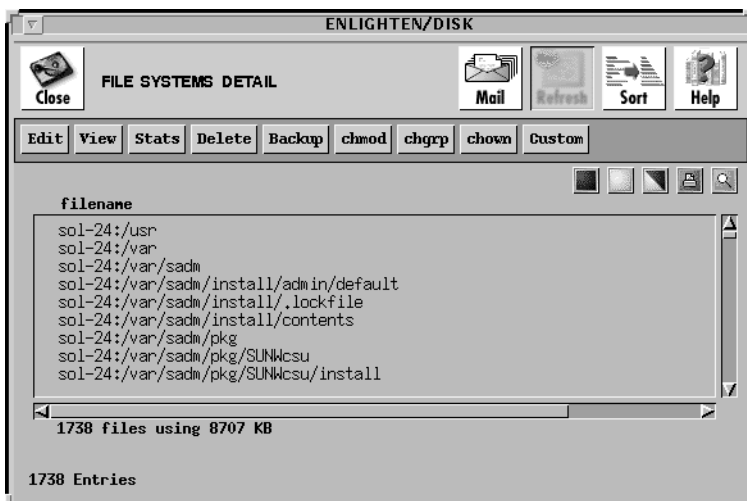 ENLIGHTEN/DISK
Close
FILE SYSTEMS DETAIL
Mail
Refresh
Sort
Help
Edit View Stats Delete Backup chmod chgrp chown Custom
filename
sol-24:/usr
sol-24:/var
sol-24:/var/sadm
sol-24:/var/sadm/install/admin/default
sol-24:/var/sadm/install/.lockfile
sol-24:/var/sadm/install/contents
sol-24:/var/sadm/pkg
sol-24:/var/sadm/pkg/SUNWcsu
sol-24:/var/sadm/pkg/SUNWcsu/install
1738 files using 8707 KB
1738 Entries